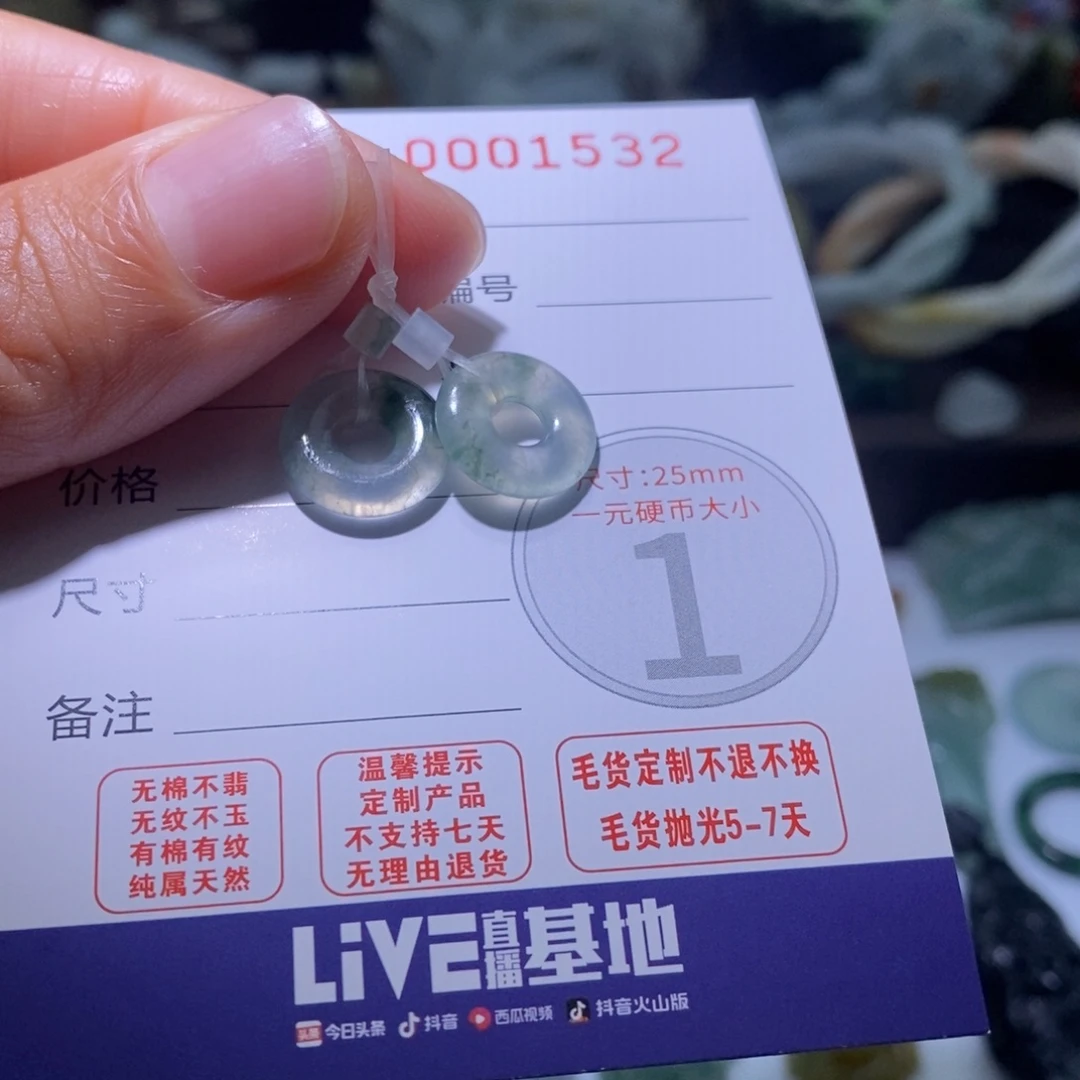 0001532
编号
价格
尺寸:25mm
一元硬币大小
1
尺寸
备注
无棉不翡
无纹不玉
有棉有纹
纯属天然
温馨提示
定制产品
不支持七天
无理由退货
毛货定制不退不换
毛货抛光5-7天
LiVE直播基地
头条 今日头条 抖音 西瓜视频 抖音火山版